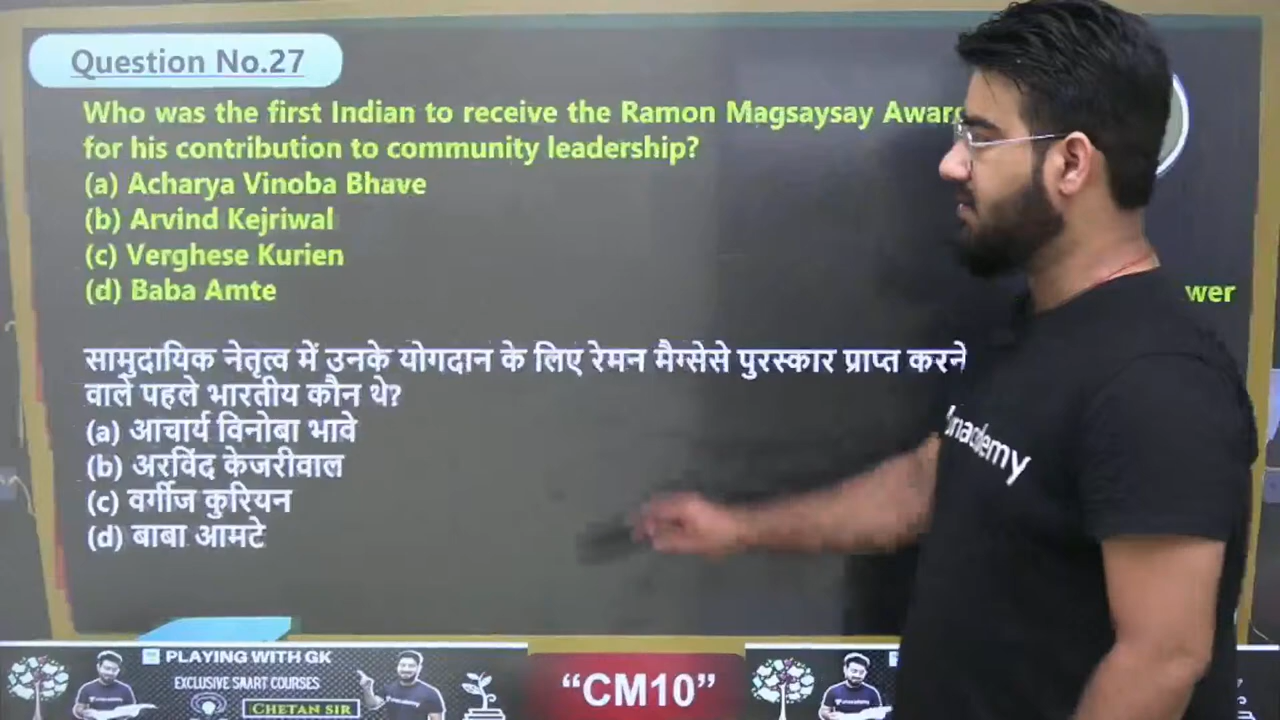 Question No.27
Who was the first Indian to receive the Ramon Magsaysay Award
for his contribution to community leadership?
(a) Acharya Vinoba Bhave
(b) Arvind Kejriwal
(c) Verghese Kurien
(d) Baba Amte
wer
सामुदायिक नेतृत्व में उनके योगदान के लिए रेमन मैग्सेसे पुरस्कार प्राप्त करने
वाले पहले भारतीय कौन थे?
(a) आचार्य विनोबा भावे
(b) अरविंद केजरीवाल
(c) वर्गीज कुरियन
(d) बाबा आमटे
unacademy
PLAYING WITH GK
EXCLUSIVE SAART COURSES
CHETAN SIR
“CM10”